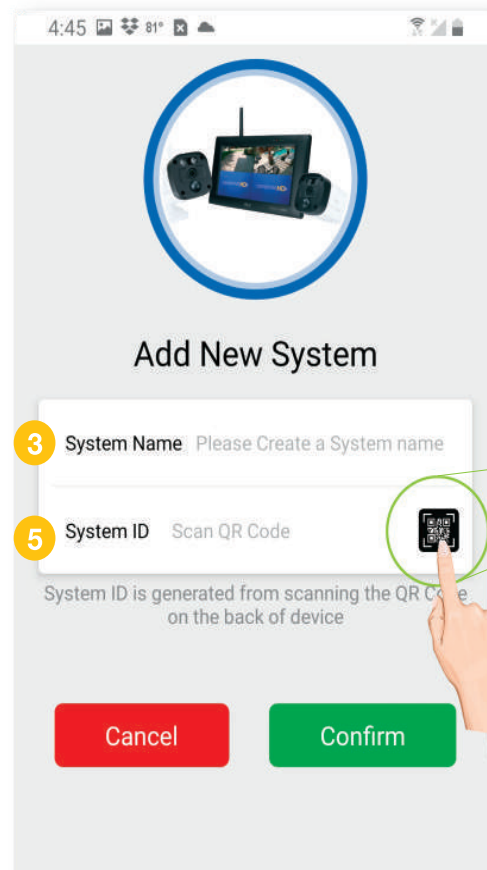 4:45 81°
Add New System
3 System Name Please Create a System name
5 System ID Scan QR Code
System ID is generated from scanning the QR Code
on the back of device
Cancel Confirm